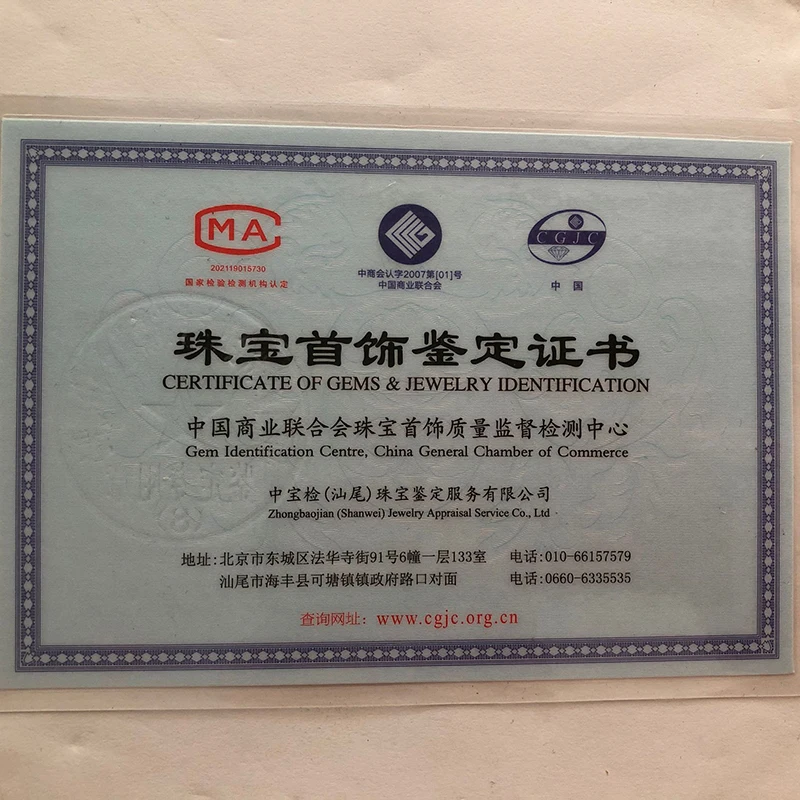 CMA
202119015730
国家检验检测机构认定
中商会认字2007第[01]号
中国商业联合会
CGJC
中国
珠宝首饰鉴定证书
CERTIFICATE OF GEMS & JEWELRY IDENTIFICATION
中国商业联合会珠宝首饰质量监督检测中心
Gem Identification Centre, China General Chamber of Commerce
中宝检(汕尾)珠宝鉴定服务有限公司
Zhongbaojian (Shanwei) Jewelry Appraisal Service Co., Ltd
地址:北京市东城区法华寺街91号6幢一层133室 电话:010-66157579
汕尾市海丰县可塘镇镇政府路口对面 电话:0660-6335535
查询网址: www.cgjc.org.cn